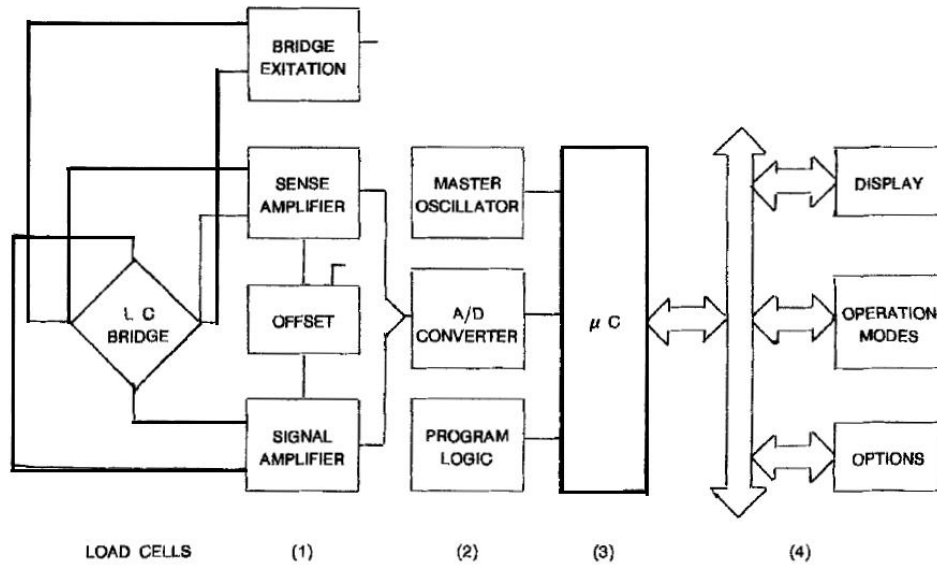 BRIDGE
EXITATION
SENSE
AMPLIFIER
MASTER
OSCILLATOR
DISPLAY
L C
BRIDGE
OFFSET
A/D
CONVERTER
μ C
OPERATION
MODES
SIGNAL
AMPLIFIER
PROGRAM
LOGIC
OPTIONS
LOAD CELLS (1) (2) (3) (4)